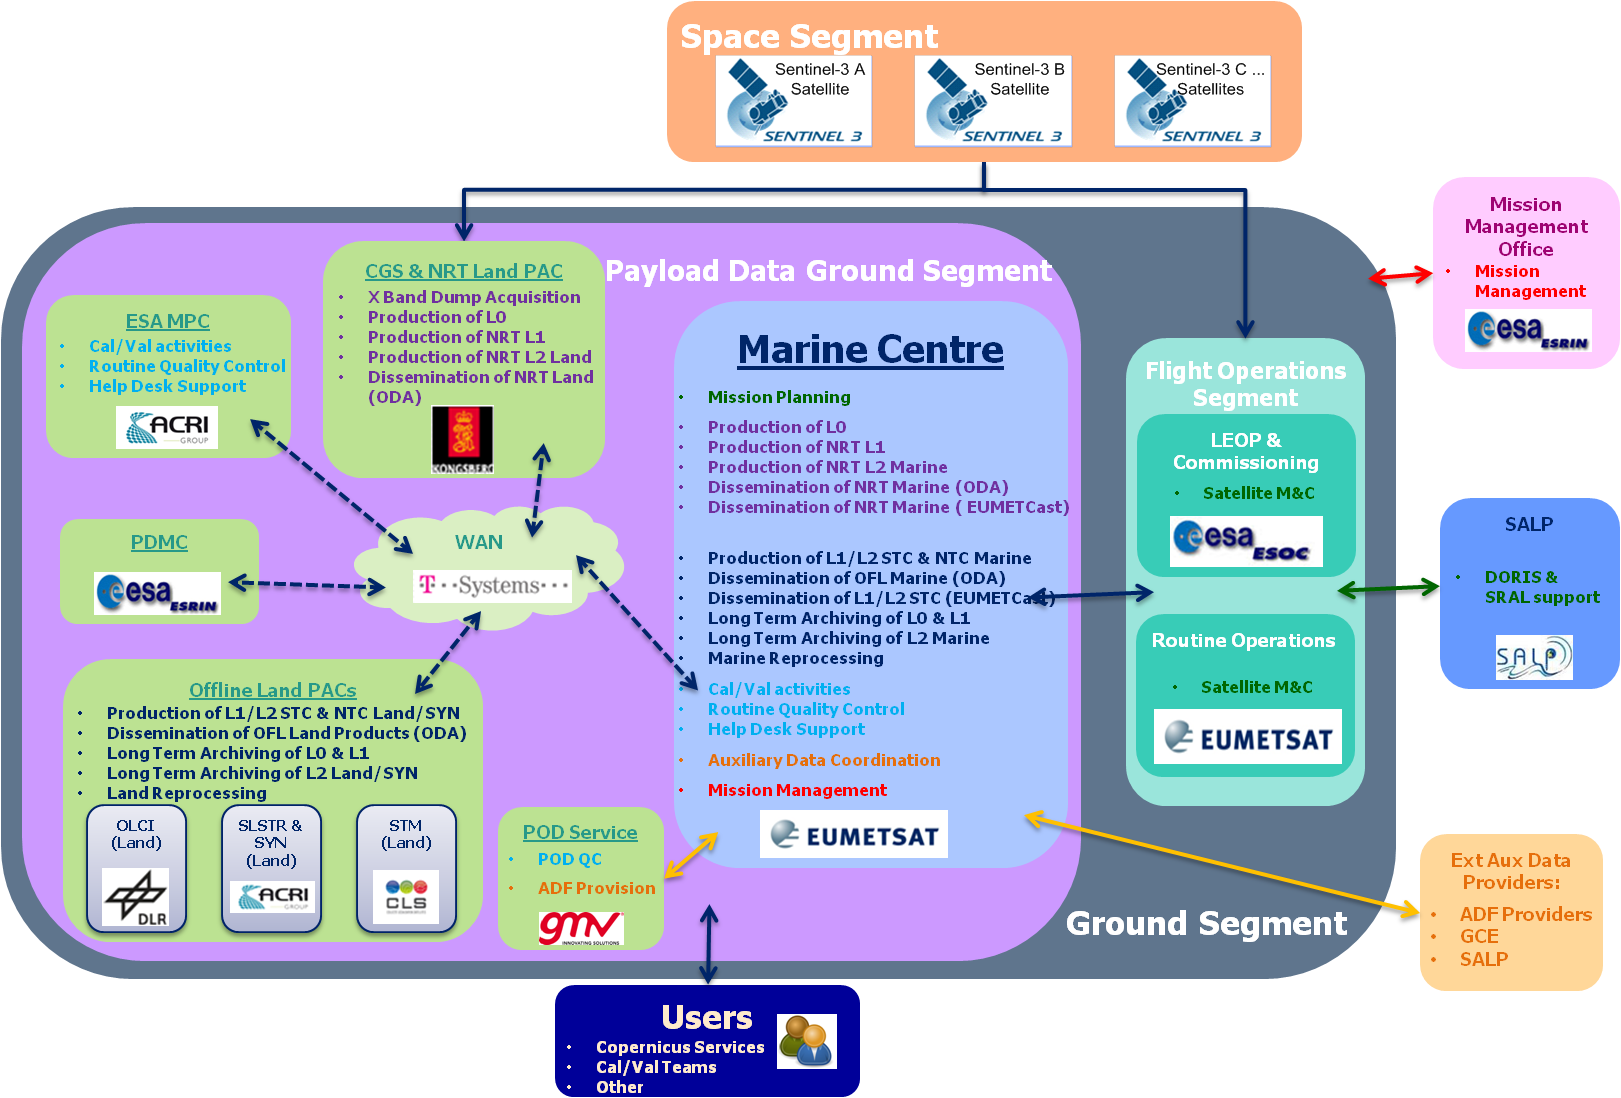 Space Segment
Sentinel-3 A
Satellite
SENTINEL 3
Sentinel-3 B
Satellite
SENTINEL 3
Sentinel-3 C ...
Satellites
SENTINEL 3
Mission
Management
Office
• Mission
Management
esa
ESRIN
Payload Data Ground Segment
CGS & NRT Land PAC
• X Band Dump Acquisition
• Production of L0
• Production of NRT L1
• Production of NRT L2 Land
• Dissemination of NRT Land
(ODA)
KONGSBERG
ESA MPC
• Cal/Val activities
• Routine Quality Control
• Help Desk Support
ACRI
GROUP
PDMC
esa
ESRIN
WAN
T • • Systems • • •
Marine Centre
• Mission Planning
• Production of L0
• Production of NRT L1
• Production of NRT L2 Marine
• Dissemination of NRT Marine (ODA)
• Dissemination of NRT Marine ( EUMETCast)
• Production of L1/L2 STC & NTC Marine
• Dissemination of OFL Marine (ODA)
• Dissemination of L1/L2 STC (EUMETCast)
• Long Term Archiving of L0 & L1
• Long Term Archiving of L2 Marine
• Marine Reprocessing
• Cal/Val activities
• Routine Quality Control
• Help Desk Support
• Auxiliary Data Coordination
• Mission Management
EUMETSAT
Flight Operations
Segment
LEOP &
Commissioning
• Satellite M&C
esa
ESOC
Routine Operations
• Satellite M&C
EUMETSAT
SALP
• DORIS &
SRAL support
SALP
Offline Land PACs
• Production of L1/L2 STC & NTC Land/SYN
• Dissemination of OFL Land Products (ODA)
• Long Term Archiving of L0 & L1
• Long Term Archiving of L2 Land/SYN
• Land Reprocessing
OLCI
(Land)
DLR
SLSTR &
SYN
(Land)
ACRI
GROUP
STM
(Land)
CLS
POD Service
• POD QC
• ADF Provision
gmv
INNOVATING SOLUTIONS
Ground Segment
Ext Aux Data
Providers:
• ADF Providers
• GCE
• SALP
Users
• Copernicus Services
• Cal/Val Teams
• Other